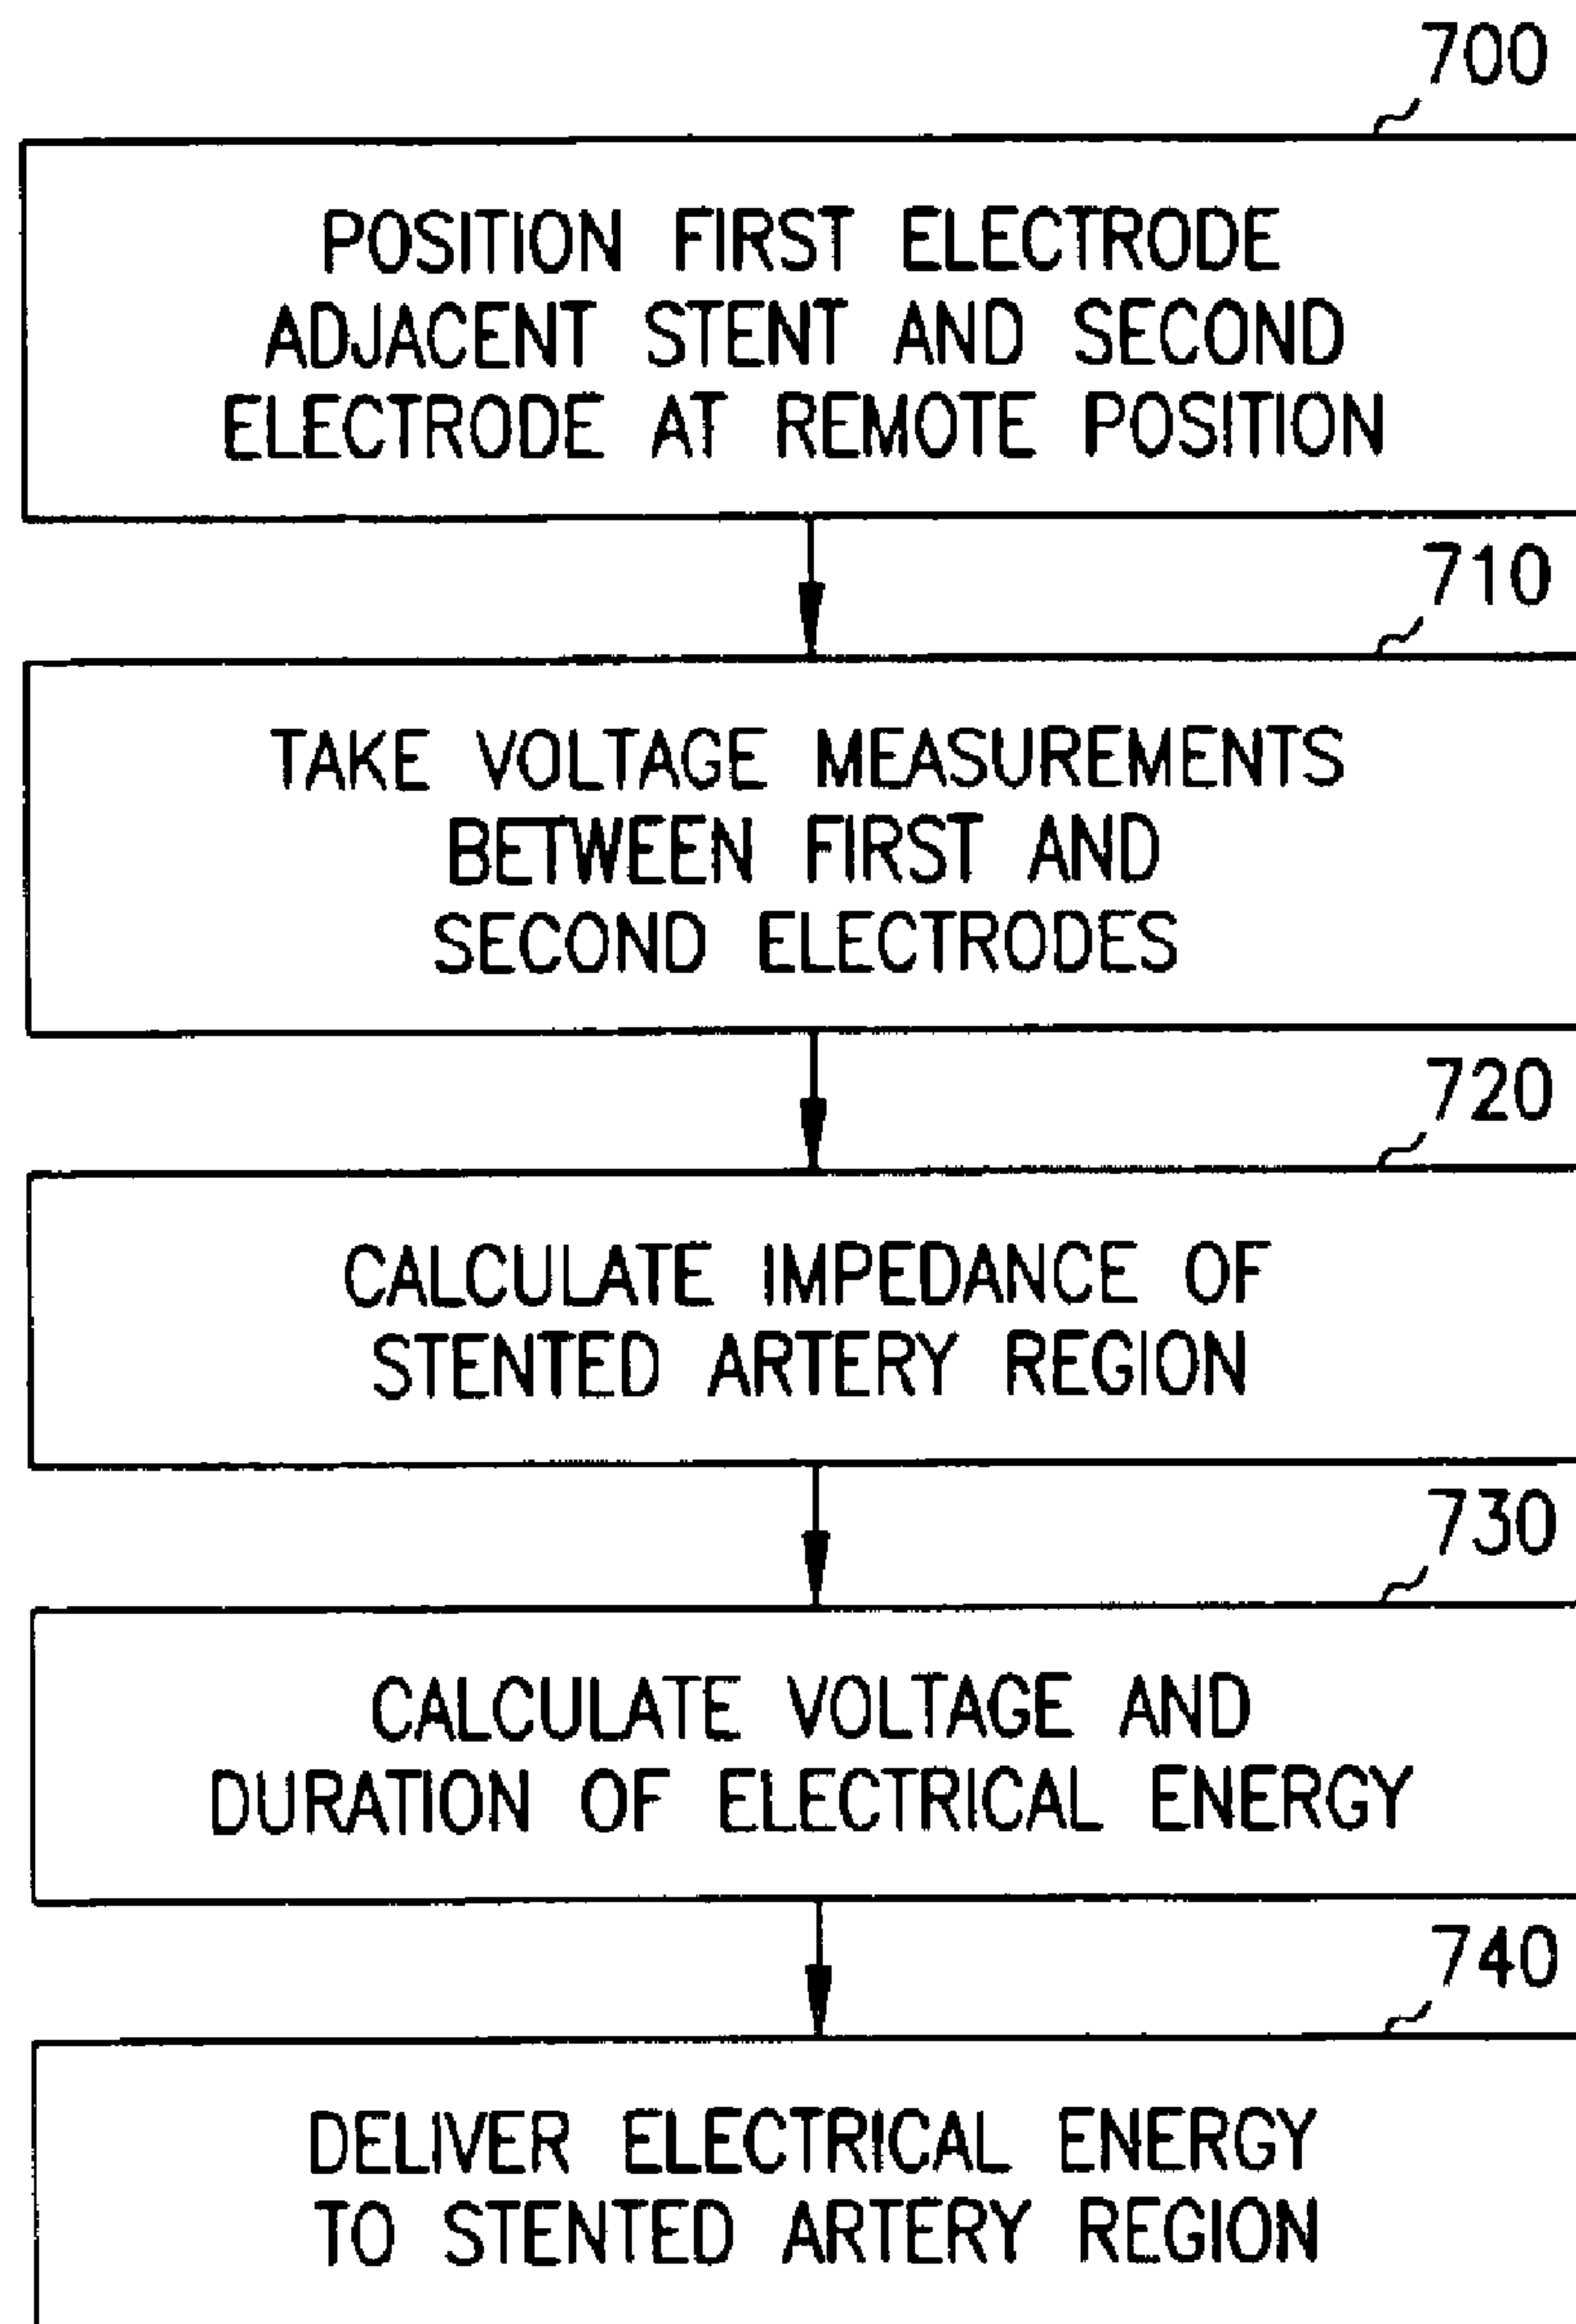 700
POSITION FIRST ELECTRODE
ADJACENT STENT AND SECOND
ELECTRODE AT REMOTE POSITION
710
TAKE VOLTAGE MEASUREMENTS
BETWEEN FIRST AND
SECOND ELECTRODES
720
CALCULATE IMPEDANCE OF
STENTED ARTERY REGION
730
CALCULATE VOLTAGE AND
DURATION OF ELECTRICAL ENERGY
740
DELIVER ELECTRICAL ENERGY
TO STENTED ARTERY REGION